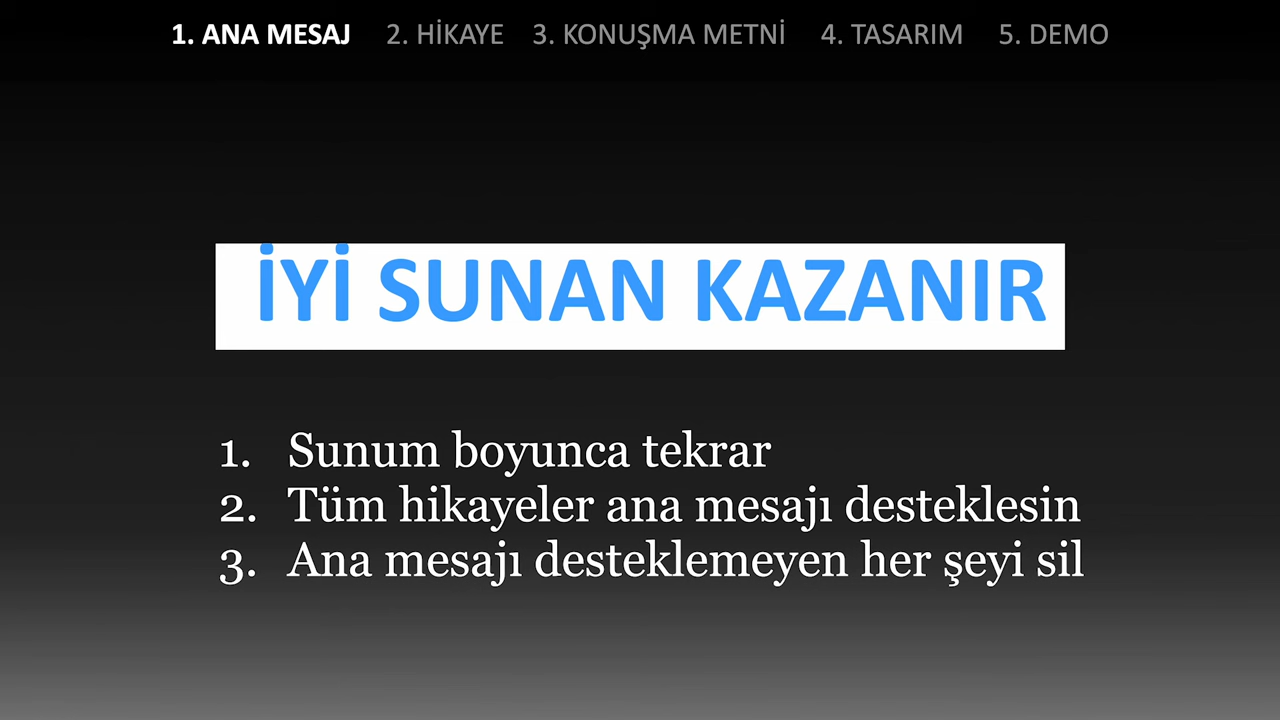 1. ANA MESAJ 2. HİKAYE 3. KONUŞMA METNİ 4. TASARIM 5. DEMO
İYİ SUNAN KAZANIR
1. Sunum boyunca tekrar
2. Tüm hikayeler ana mesajı desteklesin
3. Ana mesajı desteklemeyen her şeyi sil